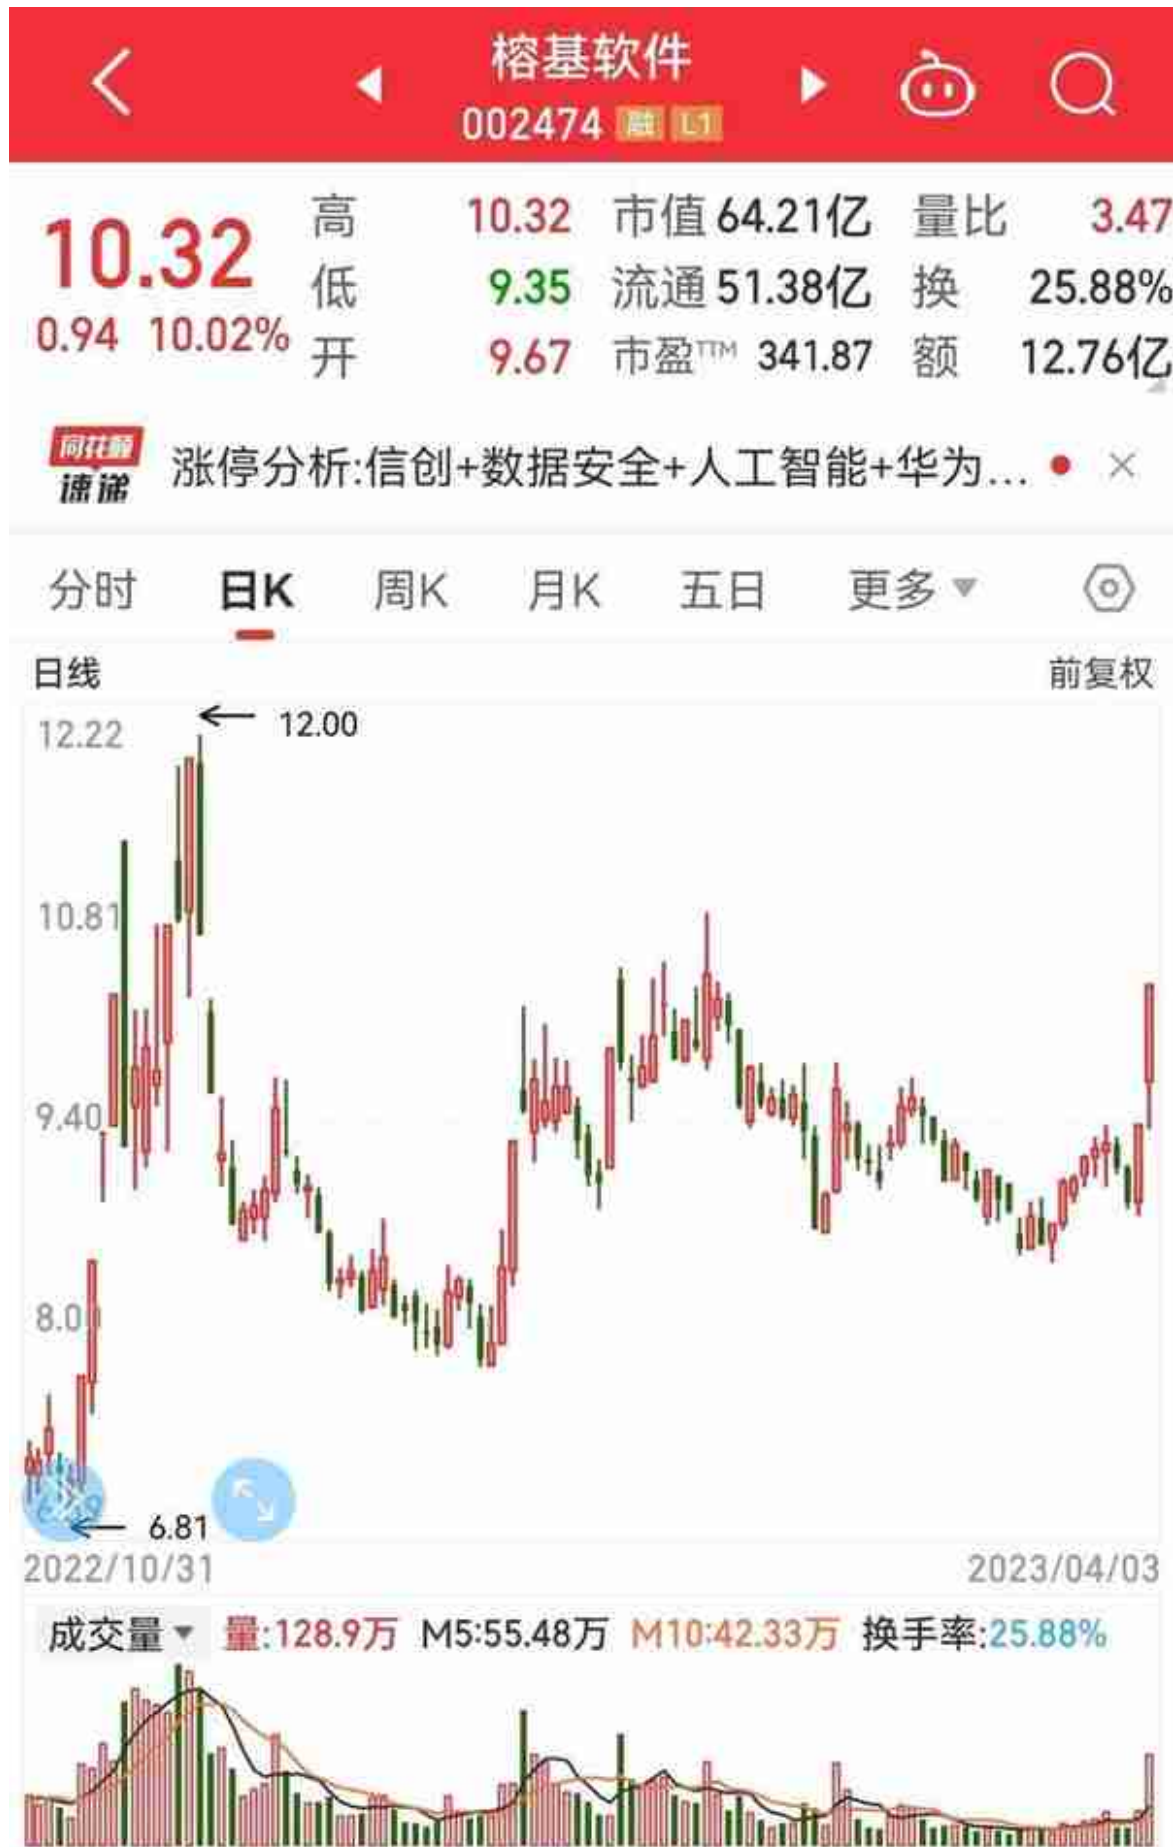 榕基软件
002474 融 L1
10.32
0.94 10.02%
高 10.32 市值 64.21亿 量比 3.47
低 9.35 流通 51.38亿 换 25.88%
开 9.67 市盈TTM 341.87 额 12.76亿
同花顺
速递
涨停分析:信创+数据安全+人工智能+华为...
分时 日K 周K 月K 五日 更多
日线 前复权
12.22
12.00
10.81
9.40
8.0
6.81
2022/10/31 2023/04/03
成交量 量:128.9万 M5:55.48万 M10:42.33万 换手率:25.88%